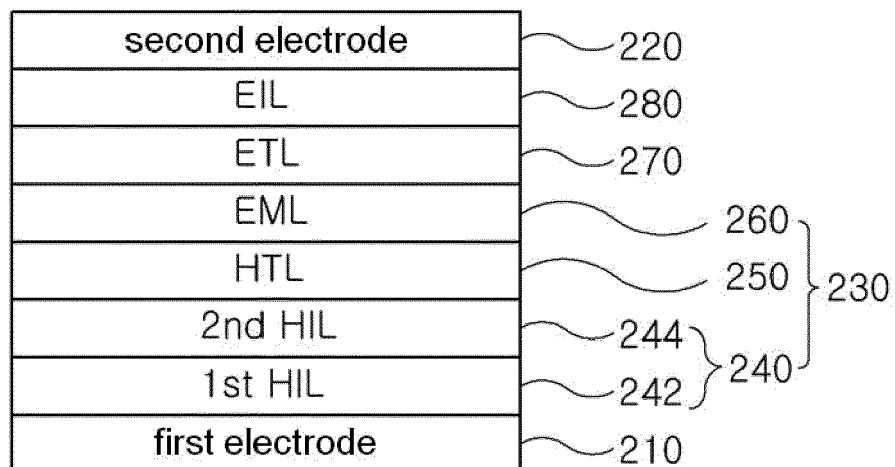 second electrode 220
EIL 280
ETL 270
EML 260
HTL 250
230
2nd HIL 244
240
1st HIL 242
first electrode 210